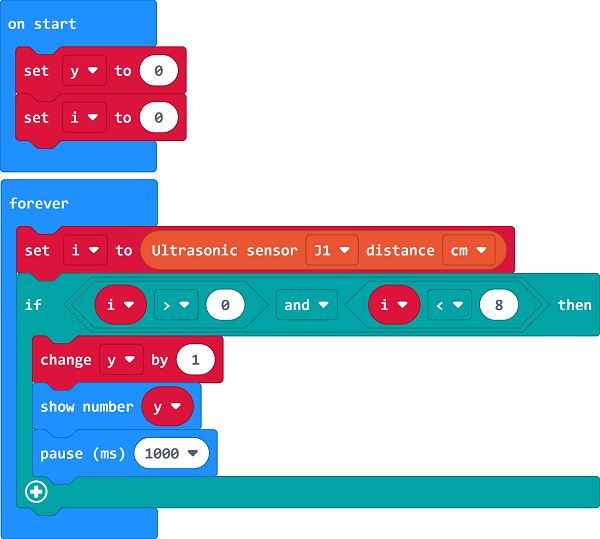 on start
set y to 0
set i to 0
forever
set i to Ultrasonic sensor J1 distance cm
if i > 0 and i < 8 then
change y by 1
show number y
pause (ms) 1000